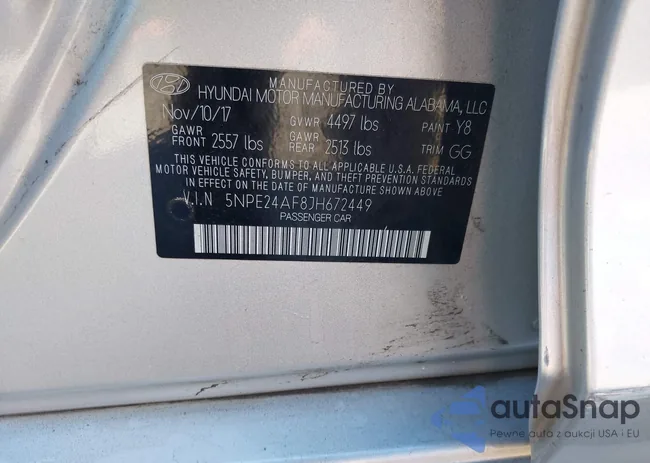 MANUFACTURED BY
HYUNDAI MOTOR MANUFACTURING ALABAMA, LLC
Nov/10/17 GVWR 4497 lbs PAINT Y8
GAWR FRONT 2557 lbs GAWR REAR 2513 lbs TRIM GG
THIS VEHICLE CONFORMS TO ALL APPLICABLE U.S.A. FEDERAL
MOTOR VEHICLE SAFETY, BUMPER, AND THEFT PREVENTION STANDARDS
IN EFFECT ON THE DATE OF MANUFACTURE SHOWN ABOVE.
V.I.N 5NPE24AF8JH672449
PASSENGER CAR
autaSnap
Pewne auta z aukcji USA i EU